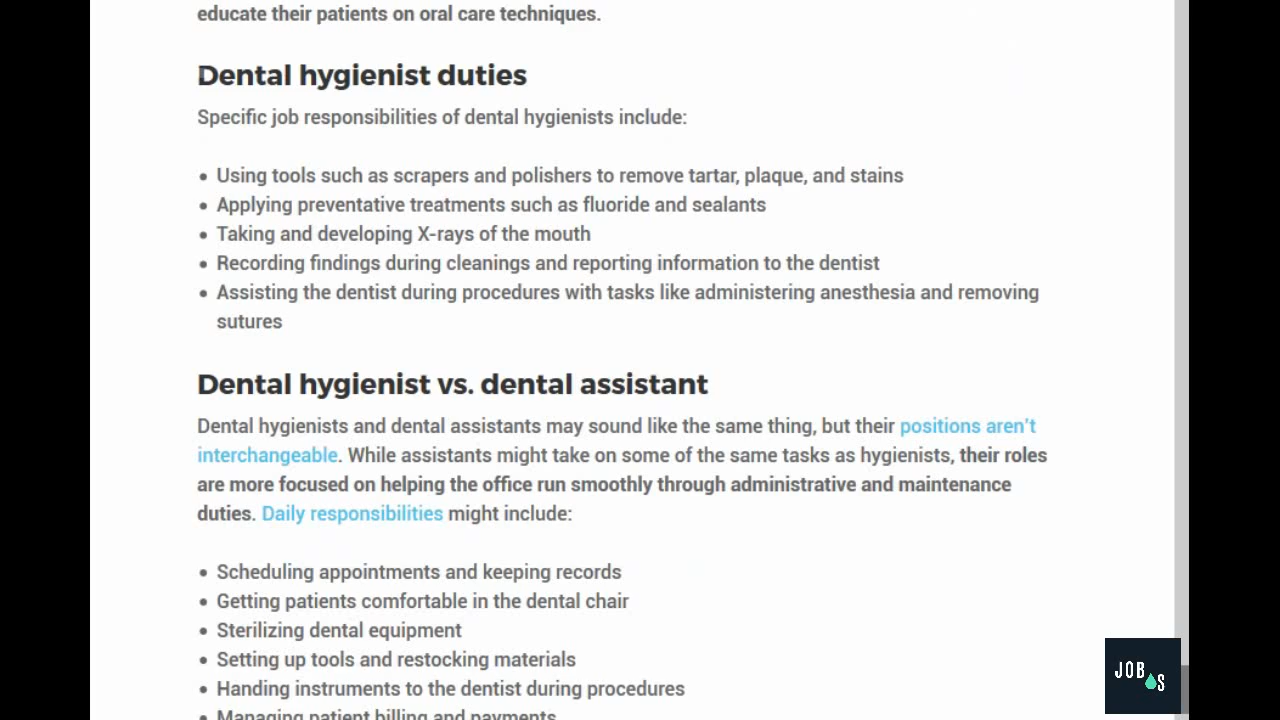 educate their patients on oral care techniques.
Dental hygienist duties
Specific job responsibilities of dental hygienists include:
• Using tools such as scrapers and polishers to remove tartar, plaque, and stains
• Applying preventative treatments such as fluoride and sealants
• Taking and developing X-rays of the mouth
• Recording findings during cleanings and reporting information to the dentist
• Assisting the dentist during procedures with tasks like administering anesthesia and removing
sutures
Dental hygienist vs. dental assistant
Dental hygienists and dental assistants may sound like the same thing, but their positions aren't
interchangeable. While assistants might take on some of the same tasks as hygienists, their roles
are more focused on helping the office run smoothly through administrative and maintenance
duties. Daily responsibilities might include:
• Scheduling appointments and keeping records
• Getting patients comfortable in the dental chair
• Sterilizing dental equipment
• Setting up tools and restocking materials
• Handing instruments to the dentist during procedures
• Managing patient billing and payments
JOB
S